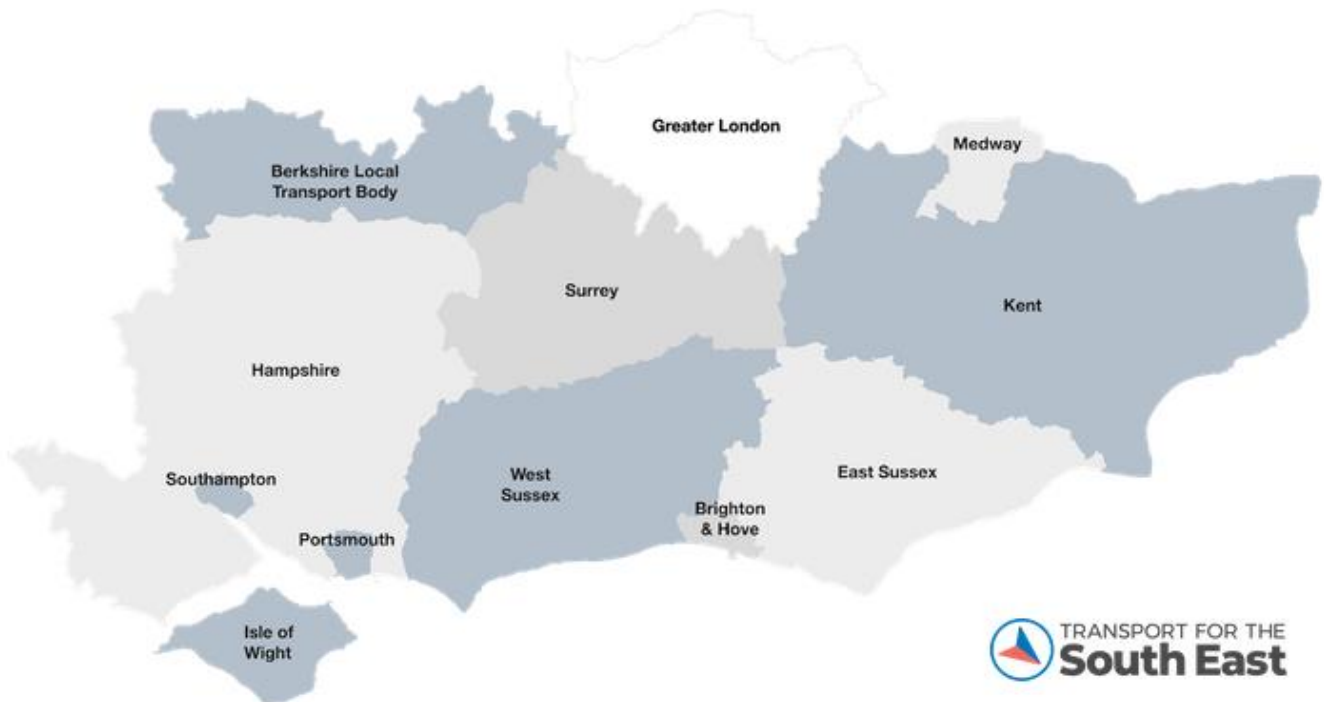 Greater London
Medway
Berkshire Local
Transport Body
Surrey
Kent
Hampshire
Southampton
West
Sussex
East Sussex
Brighton
& Hove
Portsmouth
Isle of
Wight
TRANSPORT FOR THE
South East